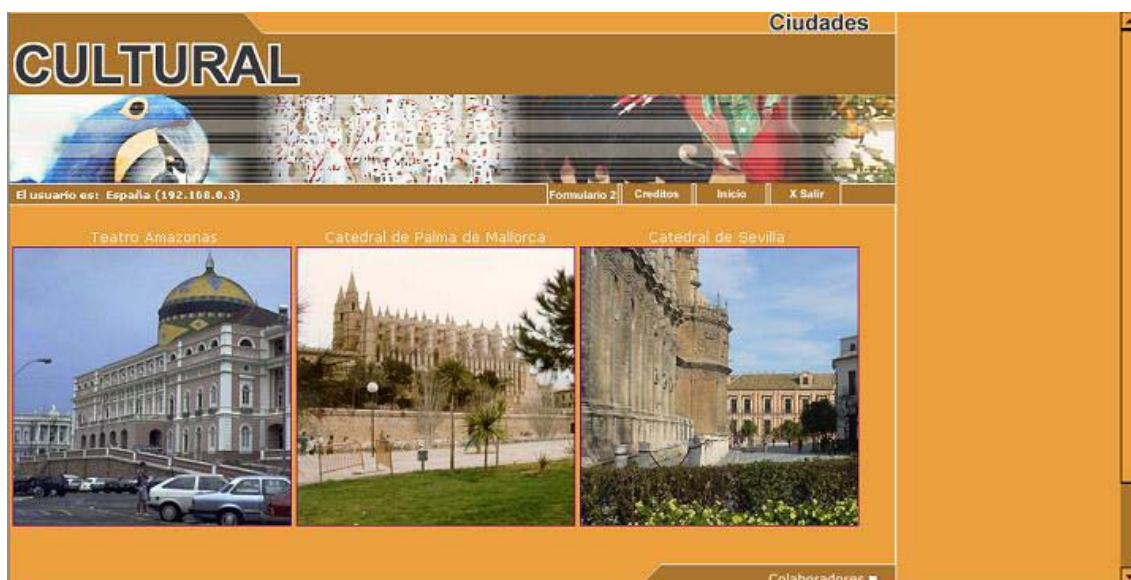 Ciudades
CULTURAL
El usuario es: España (192.168.0.3)
Formulario 2 Creditos Inicio X Salir
Teatro Amazonas Catedral de Palma de Mallorca Catedral de Sevilla
Colaboradores